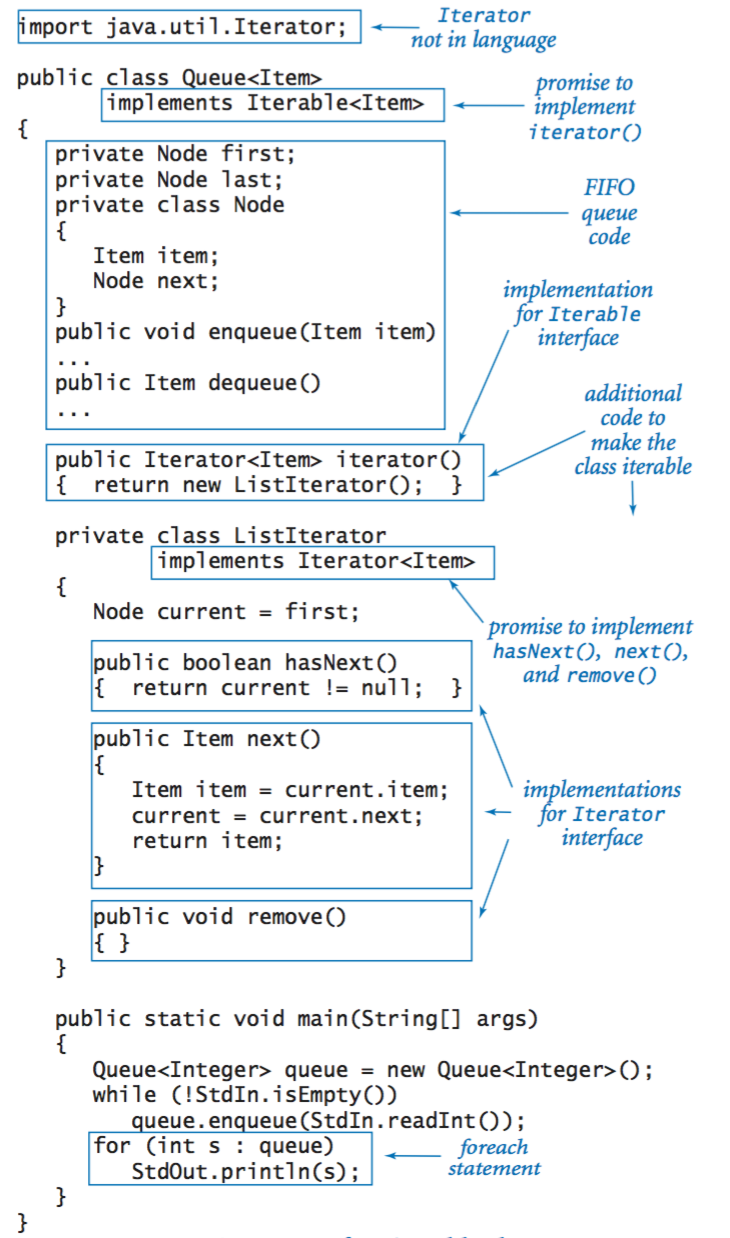 import java.util.Iterator;
Iterator
not in language
public class Queue<Item>
implements Iterable<Item>
promise to
implement
iterator()
{
private Node first;
private Node last;
private class Node
{
Item item;
Node next;
}
public void enqueue(Item item)
...
public Item dequeue()
...
FIFO
queue
code
implementation
for Iterable
interface
additional
code to
make the
class iterable
public Iterator<Item> iterator()
{ return new ListIterator(); }
private class ListIterator
implements Iterator<Item>
{
Node current = first;
promise to implement
hasNext(), next(),
and remove()
public boolean hasNext()
{ return current != null; }
public Item next()
{
Item item = current.item;
current = current.next;
return item;
}
implementations
for Iterator
interface
public void remove()
{ }
}
public static void main(String[] args)
{
Queue<Integer> queue = new Queue<Integer>();
while (!StdIn.isEmpty())
queue.enqueue(StdIn.readInt());
for (int s : queue)
StdOut.println(s);
foreach
statement
}
}